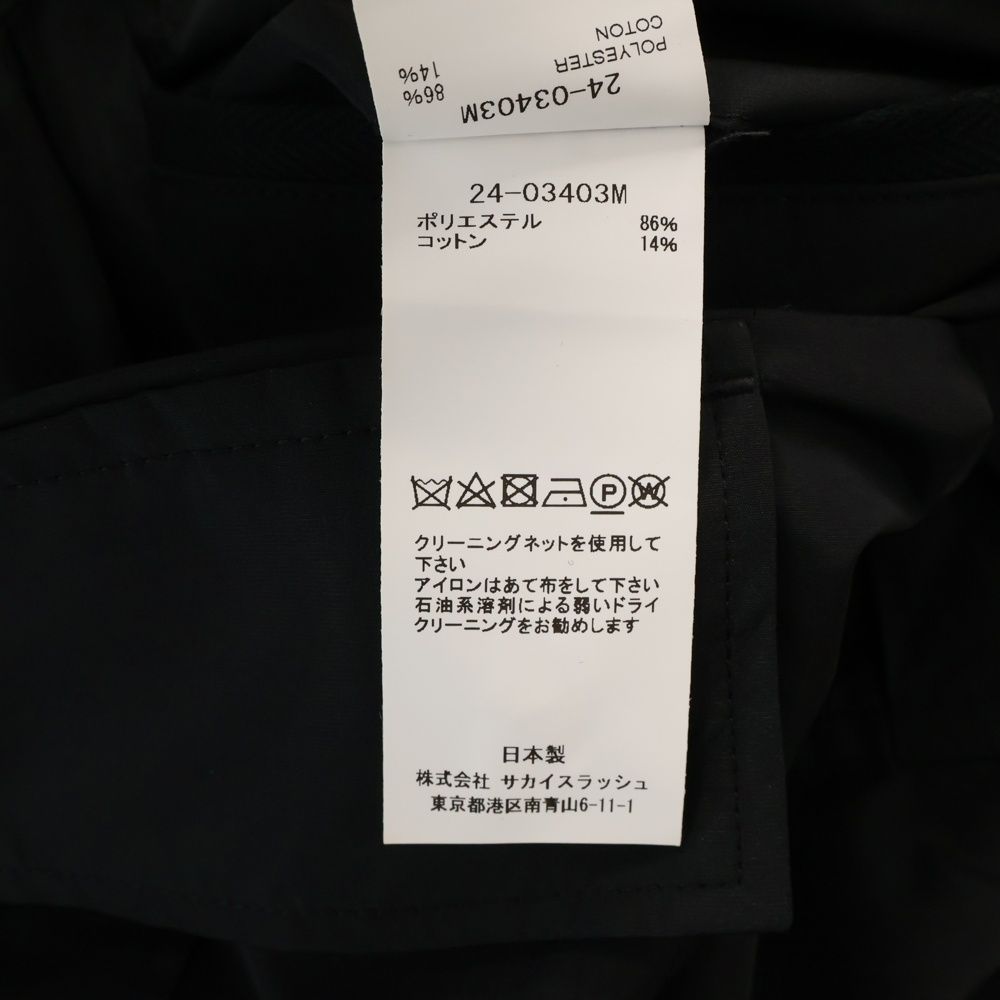 COTTON 14%
POLYESTER 86%
24-03403M
24-03403M
ポリエステル 86%
コットン 14%
P W
クリーニングネットを使用して
下さい
アイロンはあて布をして下さい
石油系溶剤による弱いドライ
クリーニングをお勧めします
日本製
株式会社 サカイスラッシュ
東京都港区南青山6-11-1